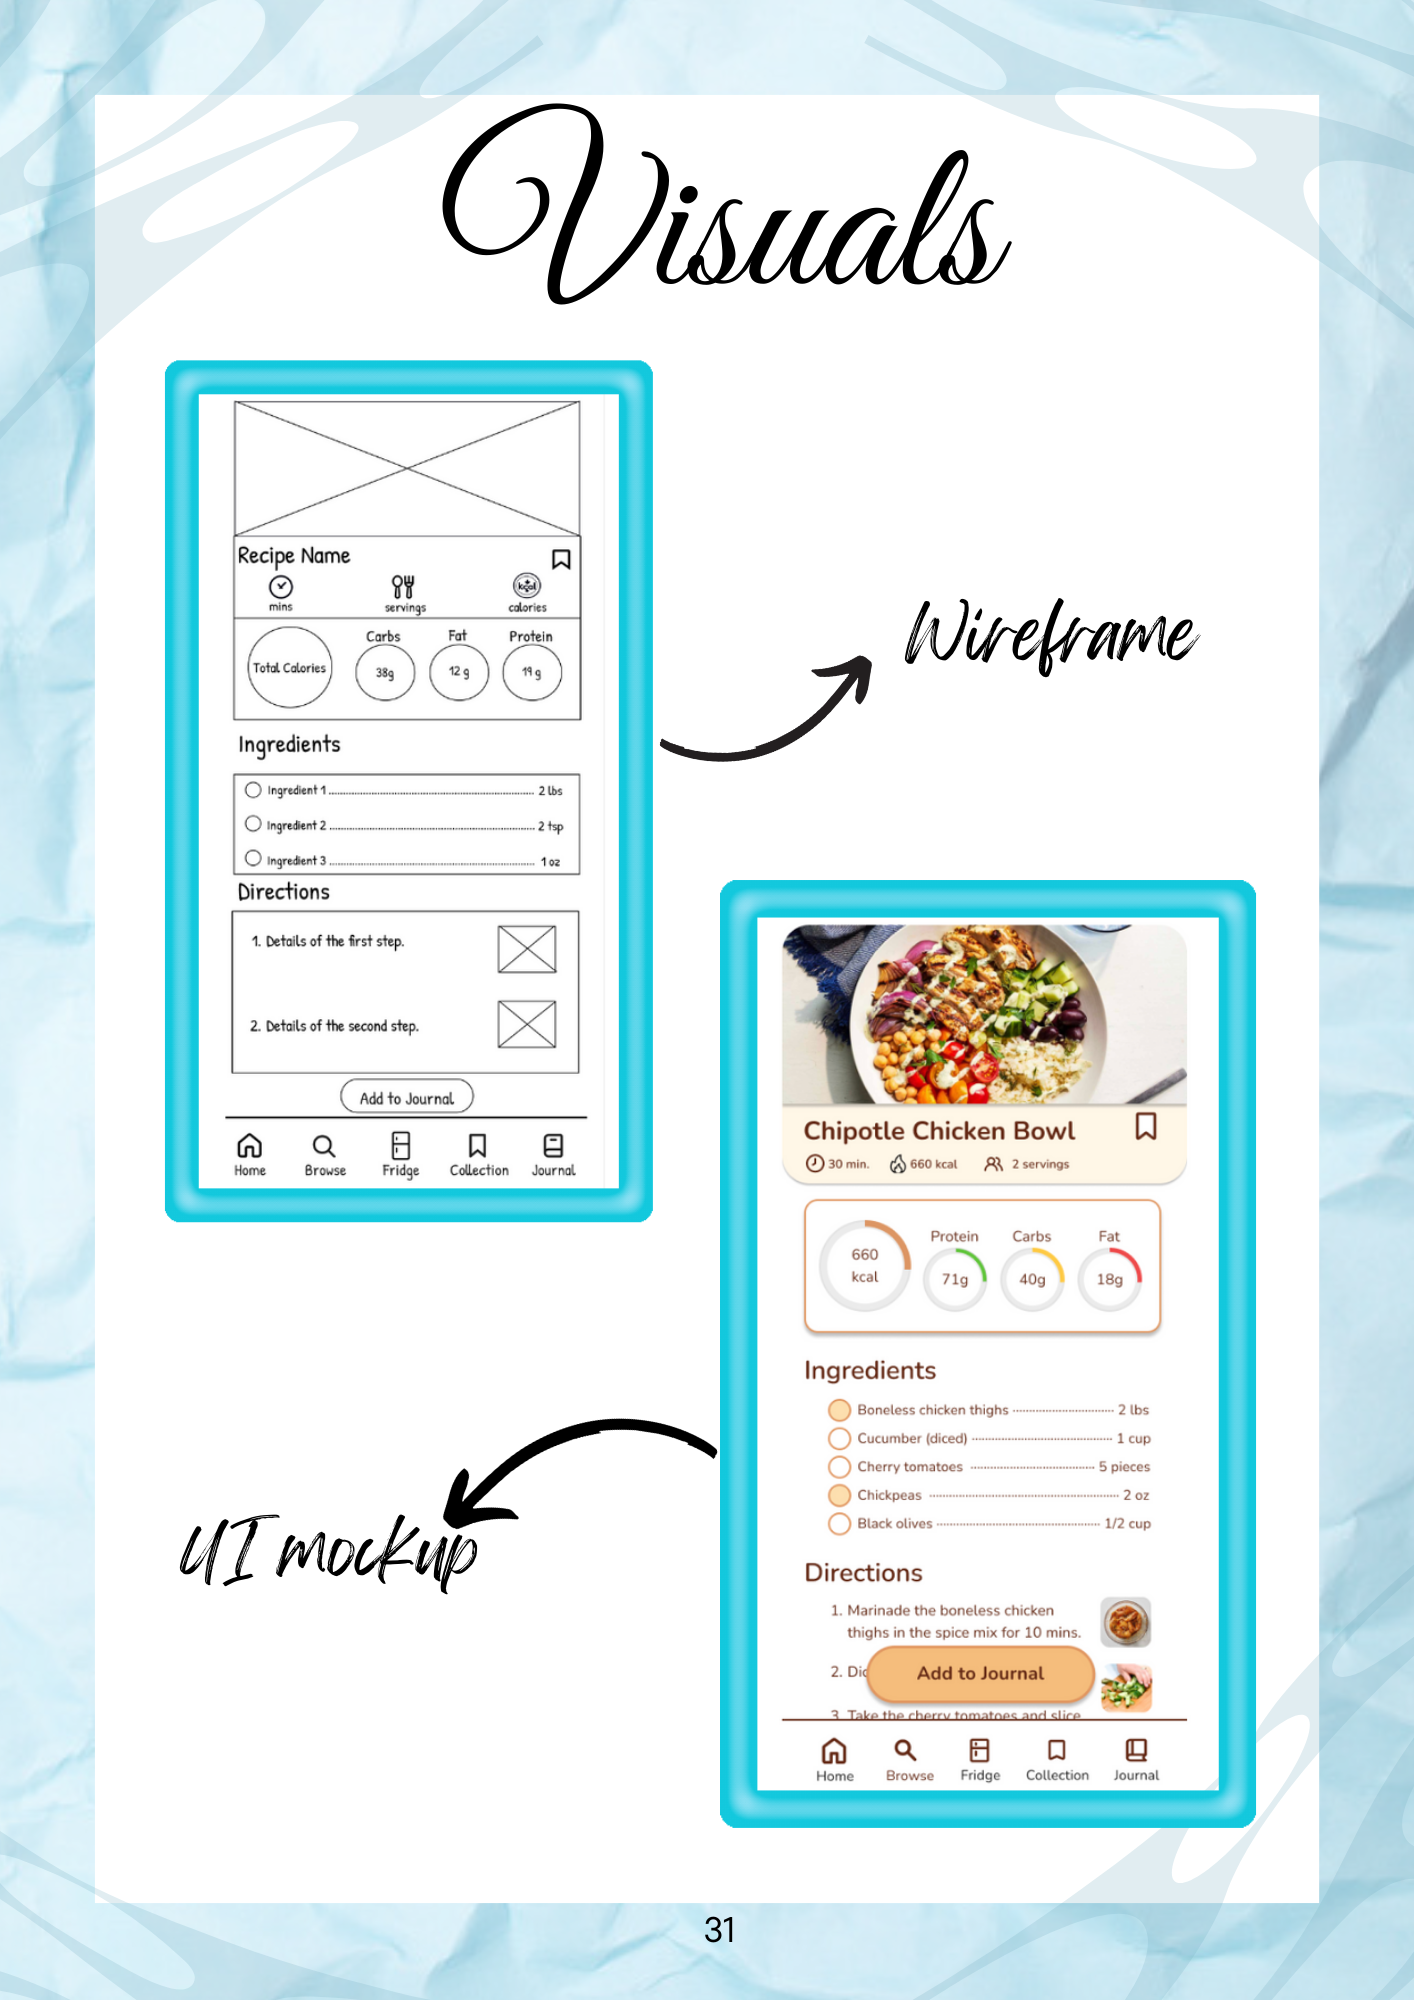 Visuals
Recipe Name
mins
servings
kcal
calories
Total Calories
Carbs
Fat
Protein
38g
12 g
19 g
Ingredients
Ingredient 1 2 lbs
Ingredient 2 2 tsp
Ingredient 3 1 oz
Directions
1. Details of the first step.
2. Details of the second step.
Add to Journal
Home Browse Fridge Collection Journal
Wireframe
Chipotle Chicken Bowl
30 min. 660 kcal 2 servings
660
kcal
Protein Carbs Fat
71g 40g 18g
Ingredients
Boneless chicken thighs 2 lbs
Cucumber (diced) 1 cup
Cherry tomatoes 5 pieces
Chickpeas 2 oz
Black olives 1/2 cup
Directions
1. Marinade the boneless chicken
thighs in the spice mix for 10 mins.
2. Dic
Add to Journal
3. Take the cherry tomatoes and slice
Home Browse Fridge Collection Journal
UI mockup
31